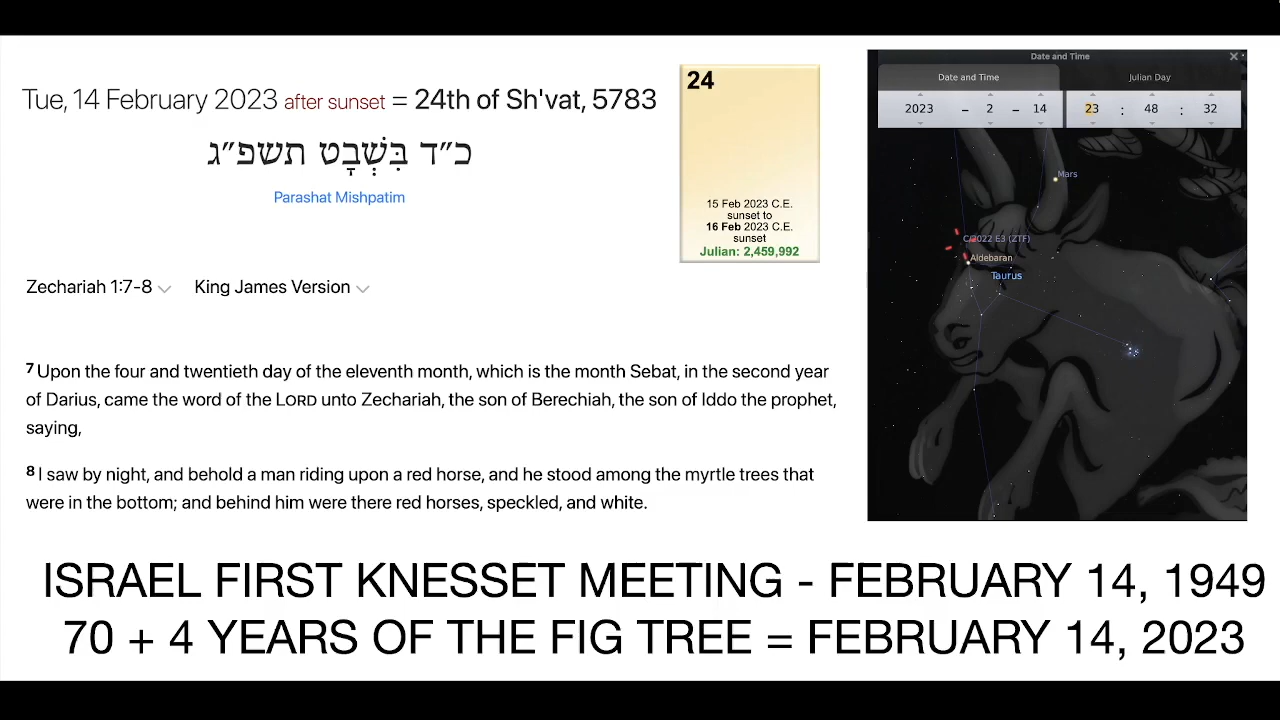 Tue, 14 February 2023 after sunset = 24th of Sh'vat, 5783
כ״ד בִּשְׁבָט תשפ״ג
Parashat Mishpatim
24
15 Feb 2023 C.E.
sunset to
16 Feb 2023 C.E.
sunset
Julian: 2,459,992
Date and Time
Date and Time Julian Day
2023 – 2 – 14 23 : 48 : 32
Mars
C/2022 E3 (ZTF)
Aldebaran
Taurus
Zechariah 1:7-8 King James Version
7 Upon the four and twentieth day of the eleventh month, which is the month Sebat, in the second year
of Darius, came the word of the LORD unto Zechariah, the son of Berechiah, the son of Iddo the prophet,
saying,
8 I saw by night, and behold a man riding upon a red horse, and he stood among the myrtle trees that
were in the bottom; and behind him were there red horses, speckled, and white.
ISRAEL FIRST KNESSET MEETING - FEBRUARY 14, 1949
70 + 4 YEARS OF THE FIG TREE = FEBRUARY 14, 2023